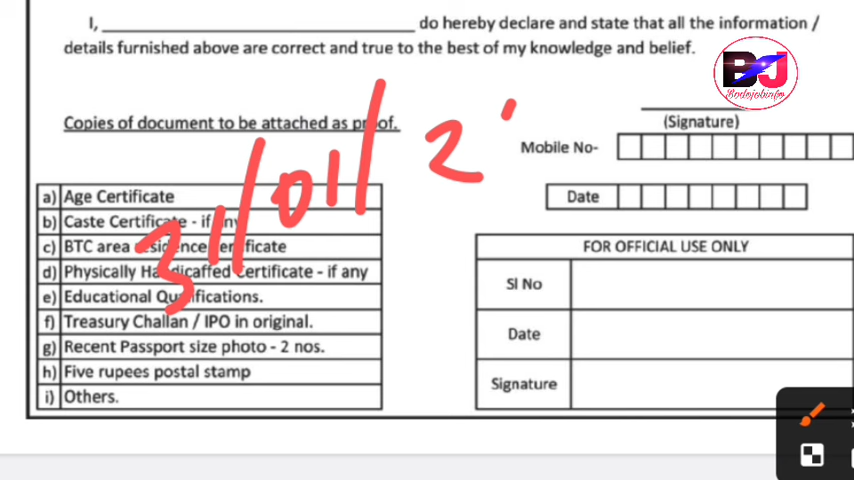 I, ____________________ do hereby declare and state that all the information /
details furnished above are correct and true to the best of my knowledge and belief.
BJ
Bodojobinfo
(Signature)
Copies of document to be attached as proof.
Mobile No-
31/01/2
Date
a) Age Certificate
b) Caste Certificate - if any
c) BTC area residence certificate
d) Physically Handicaffed Certificate - if any
e) Educational Qualifications.
f) Treasury Challan / IPO in original.
g) Recent Passport size photo - 2 nos.
h) Five rupees postal stamp
i) Others.
FOR OFFICIAL USE ONLY
Sl No
Date
Signature